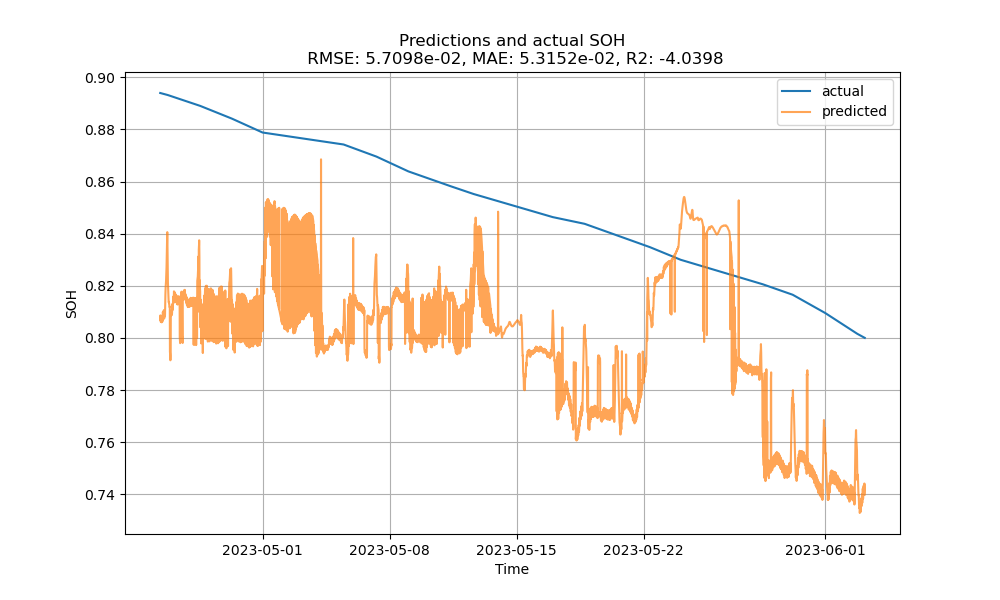 Predictions and actual SOH
RMSE: 5.7098e-02, MAE: 5.3152e-02, R2: -4.0398
0.90
0.88
0.86
0.84
0.82
0.80
0.78
0.76
0.74
SOH
actual
predicted
2023-05-01 2023-05-08 2023-05-15 2023-05-22 2023-06-01
Time